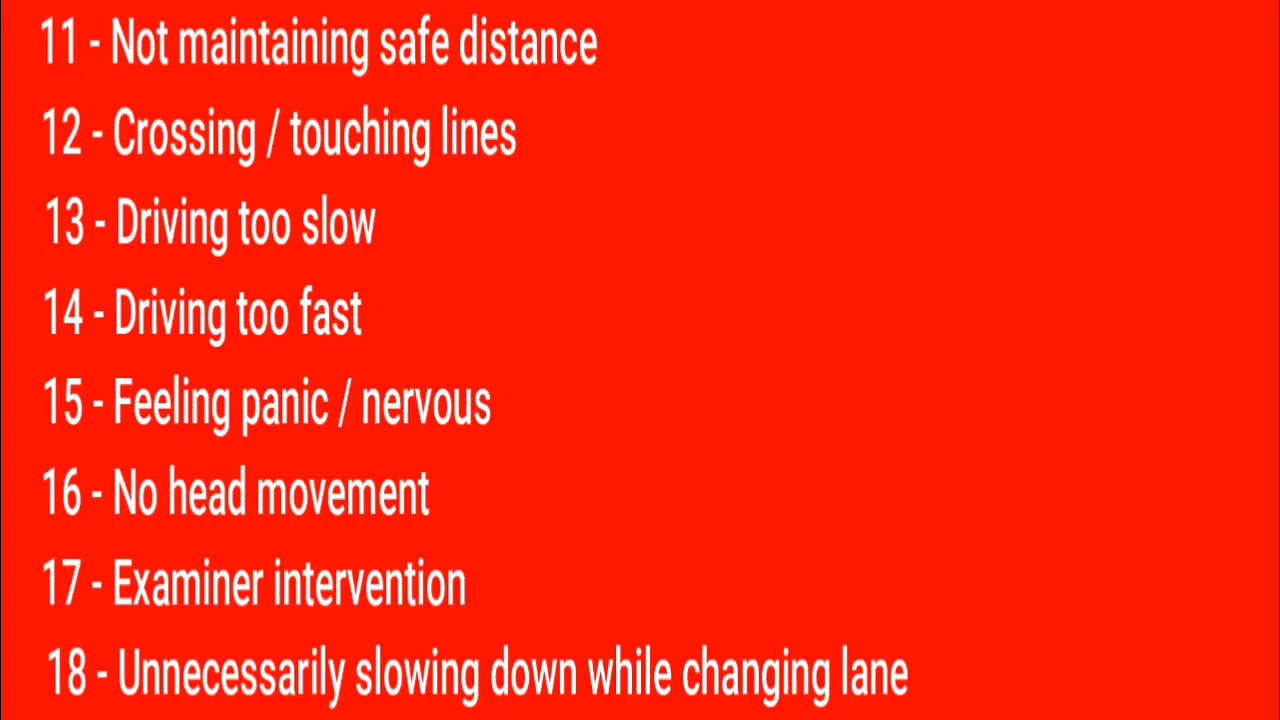 11 - Not maintaining safe distance
12 - Crossing / touching lines
13 - Driving too slow
14 - Driving too fast
15 - Feeling panic / nervous
16 - No head movement
17 - Examiner intervention
18 - Unnecessarily slowing down while changing lane